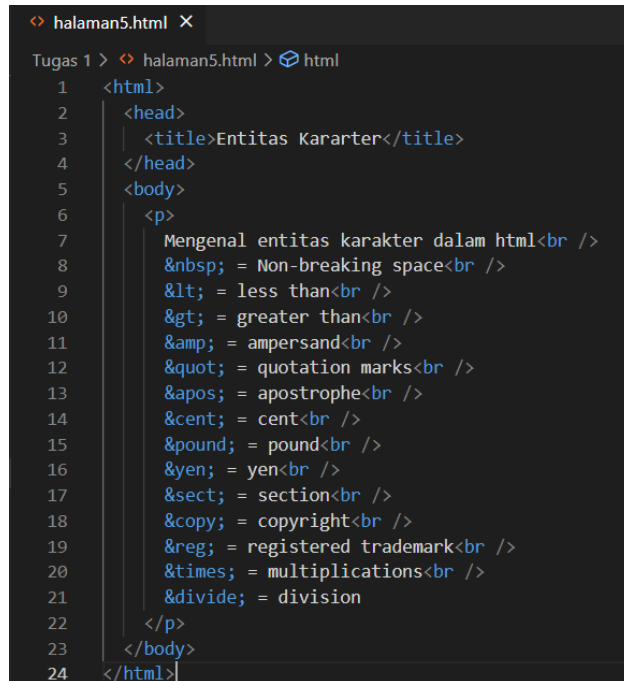 halaman5.html ×
Tugas 1 > halaman5.html > html
1 <html>
2 <head>
3 <title>Entitas Kararter</title>
4 </head>
5 <body>
6 <p>
7 Mengenal entitas karakter dalam html<br />
8 &nbsp; = Non-breaking space<br />
9 &lt; = less than<br />
10 &gt; = greater than<br />
11 &amp; = ampersand<br />
12 &quot; = quotation marks<br />
13 &apos; = apostrophe<br />
14 &cent; = cent<br />
15 &pound; = pound<br />
16 &yen; = yen<br />
17 &sect; = section<br />
18 &copy; = copyright<br />
19 &reg; = registered trademark<br />
20 &times; = multiplications<br />
21 &divide; = division
22 </p>
23 </body>
24 </html>